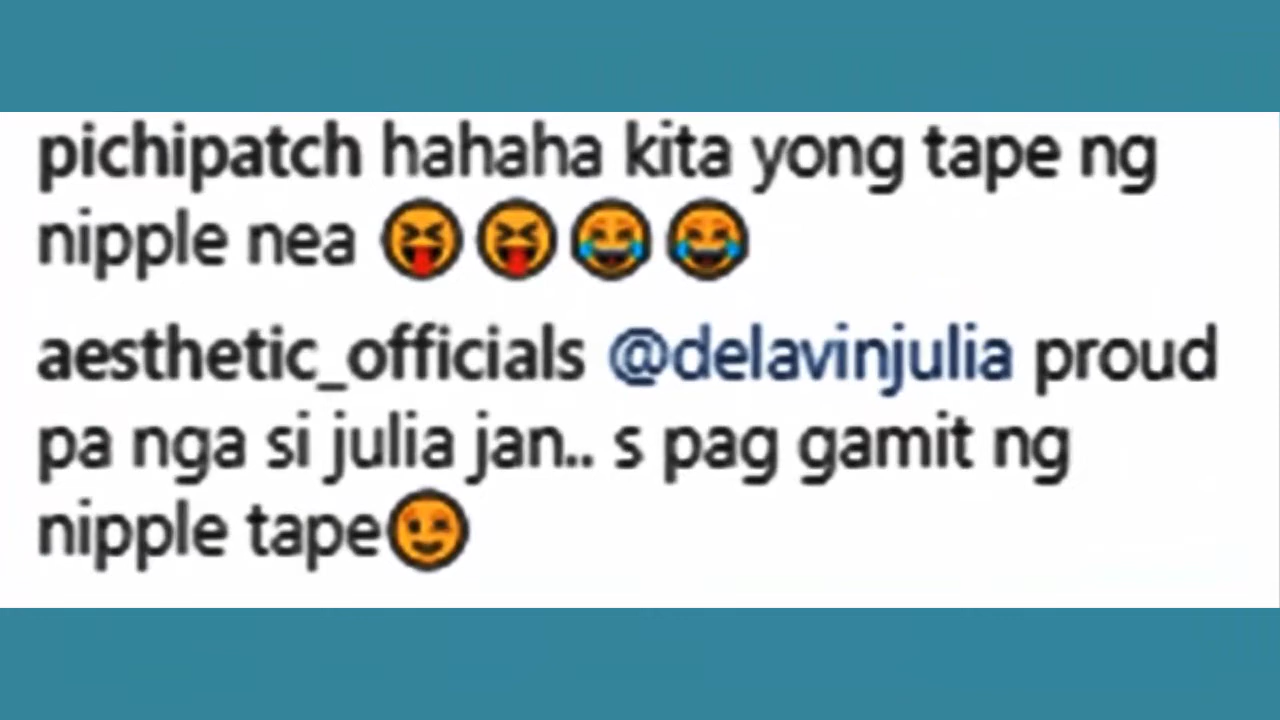 pichipatch hahaha kita yong tape ng
nipple nea 😝😝😂😂
aesthetic_officials @delavinjulia proud
pa nga si julia jan.. s pag gamit ng
nipple tape😉